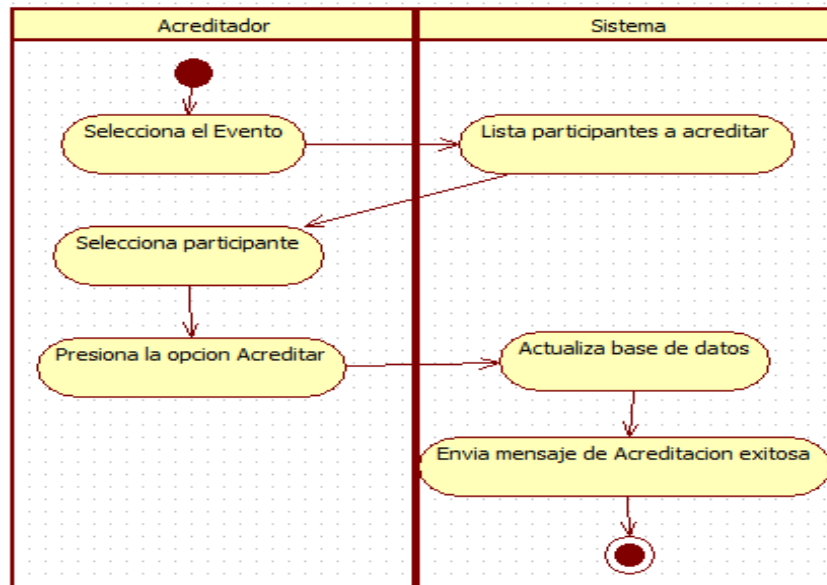 Acreditador
Sistema
Selecciona el Evento
Lista participantes a acreditar
Selecciona participante
Presiona la opcion Acreditar
Actualiza base de datos
Envia mensaje de Acreditacion exitosa